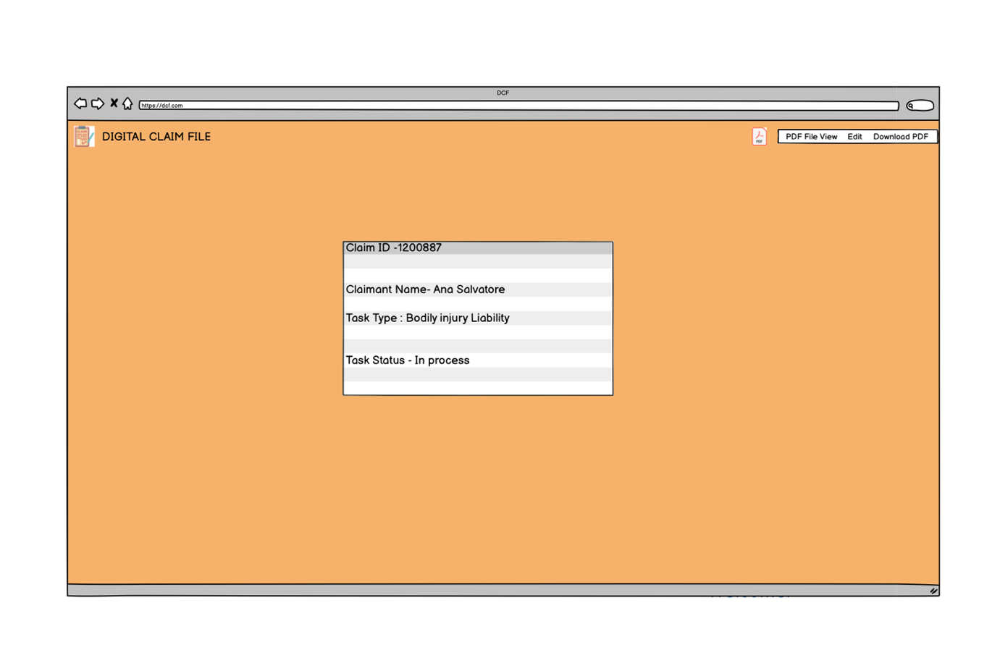 DCF
https://dcf.com
DIGITAL CLAIM FILE
PDF
PDF File View Edit Download PDF
Claim ID -1200887
Claimant Name- Ana Salvatore
Task Type : Bodily injury Liability
Task Status - In process